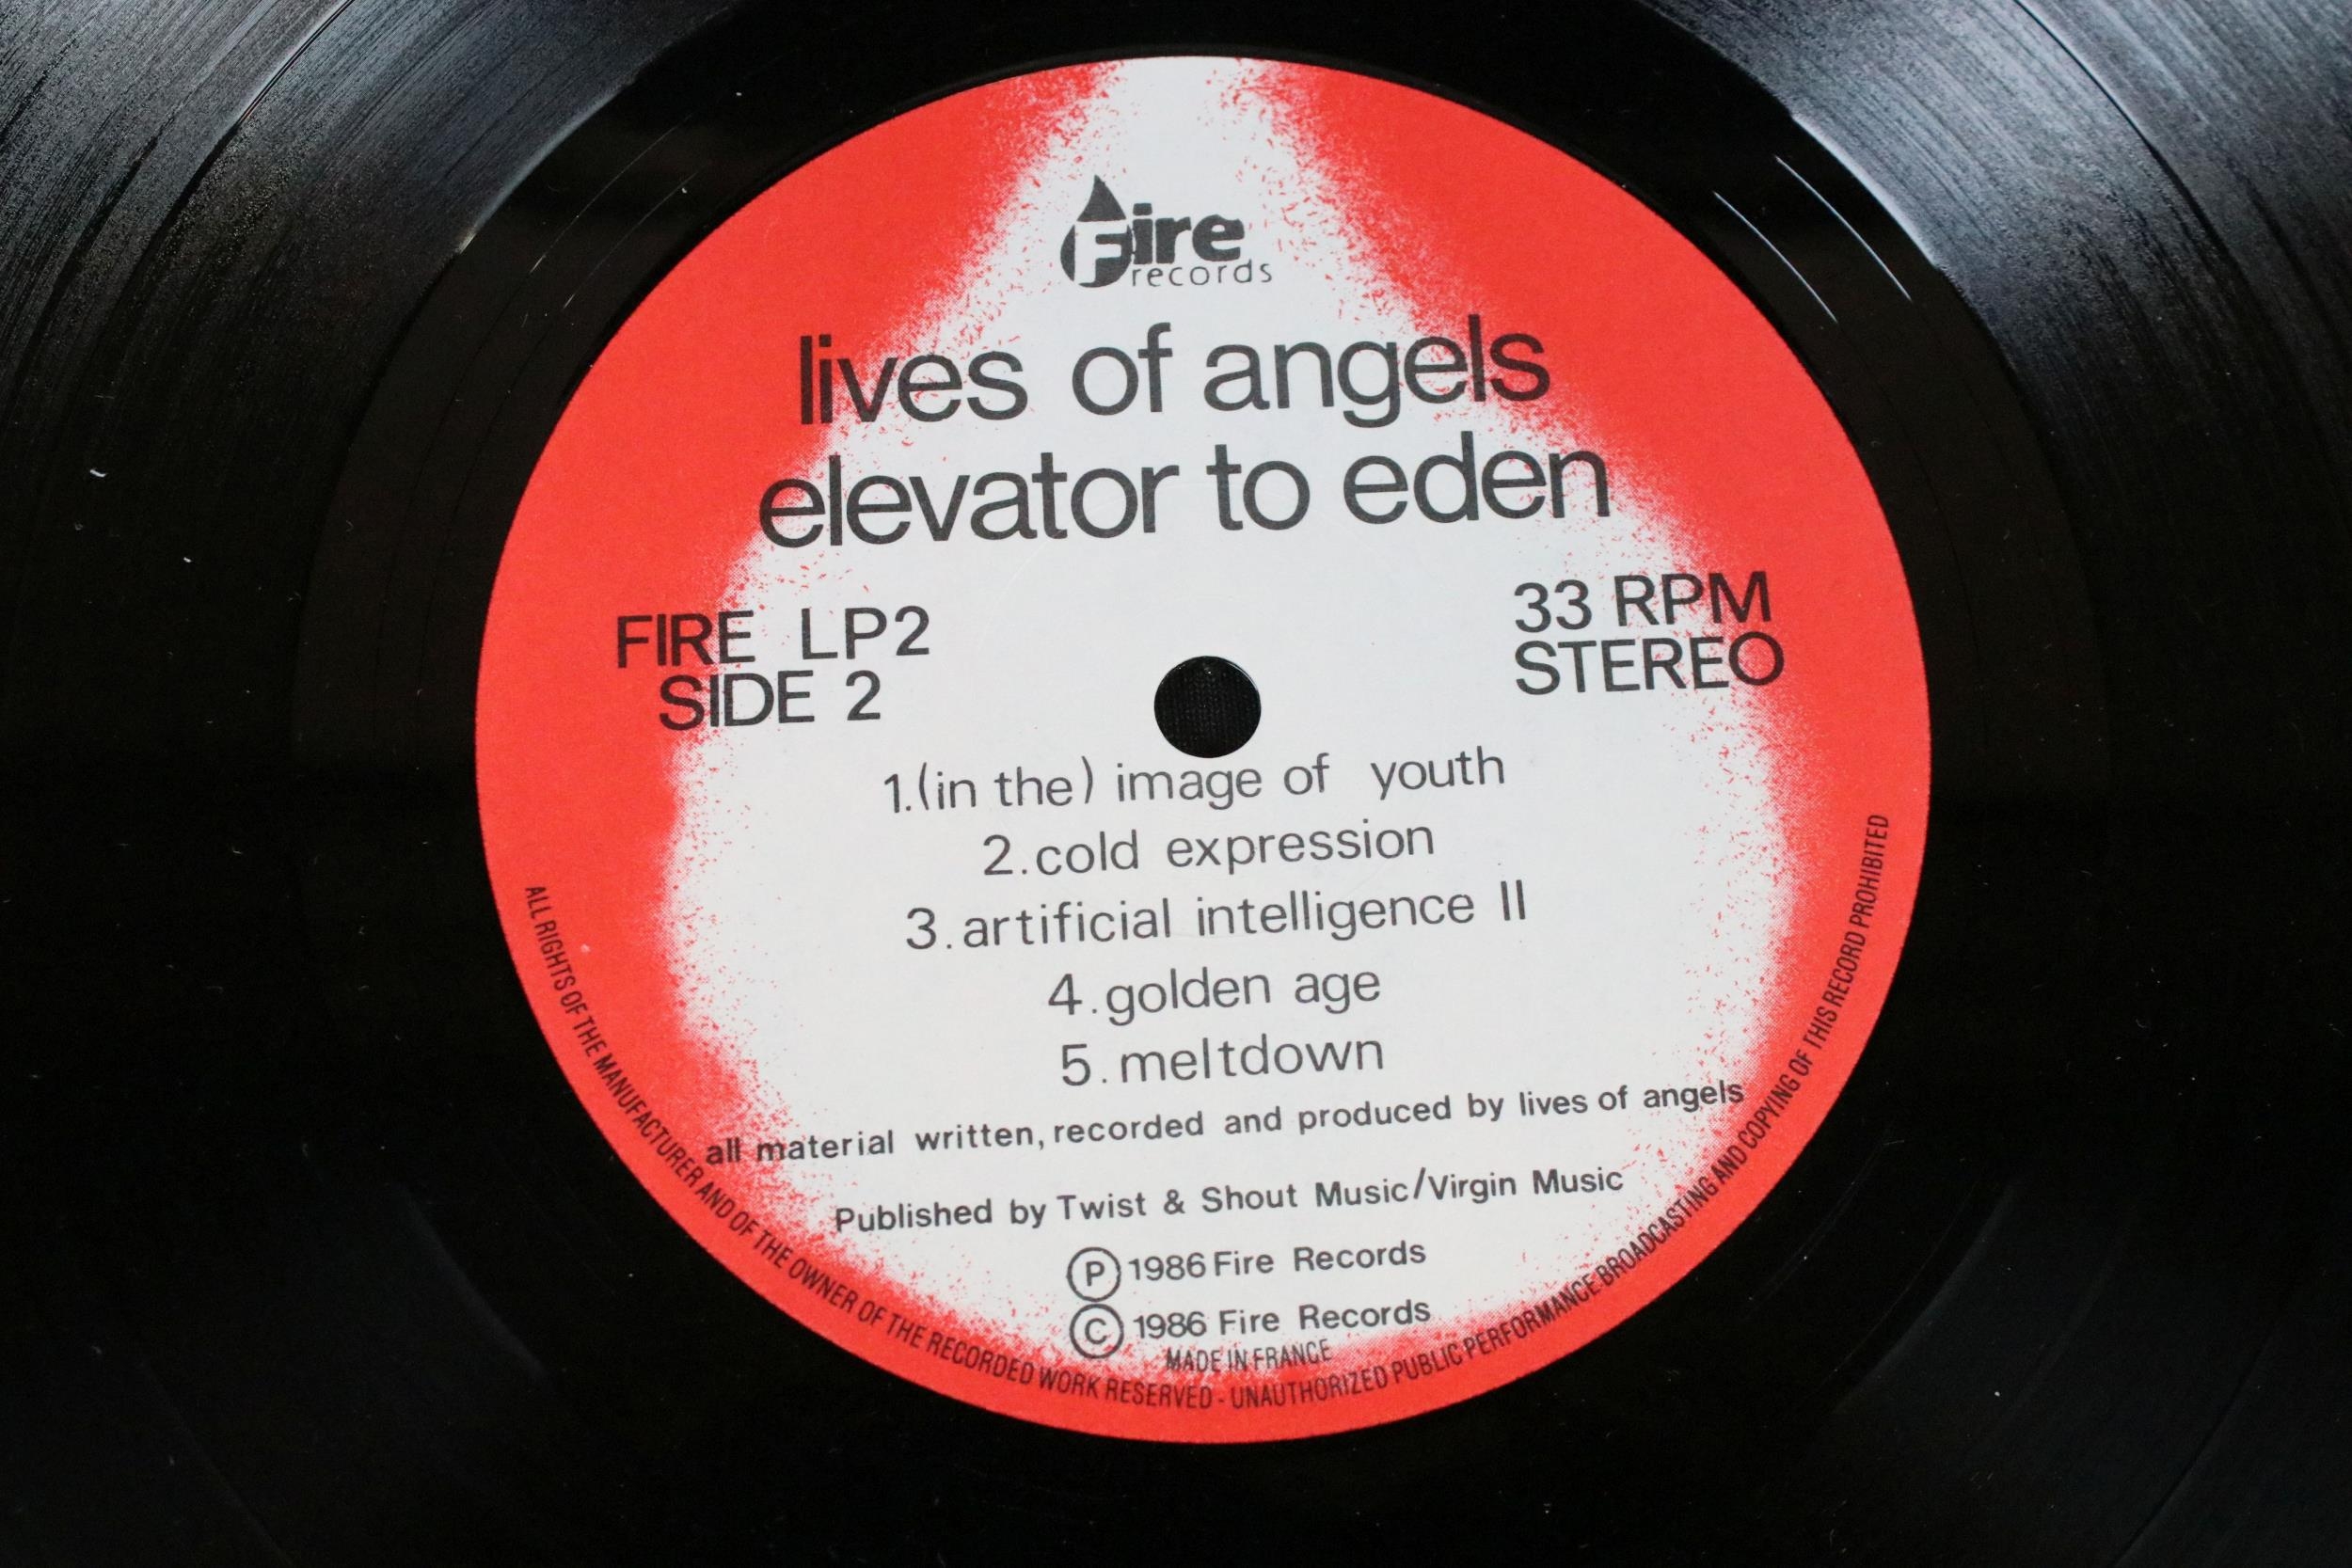 Fire
records
lives of angels
elevator to eden
FIRE LP2
SIDE 2
33 RPM
STEREO
1.(in the) image of youth
2.cold expression
3.artificial intelligence II
4.golden age
5.meltdown
all material written, recorded and produced by lives of angels
Published by Twist & Shout Music/Virgin Music
Ⓟ 1986 Fire Records
© 1986 Fire Records
MADE IN FRANCE
ALL RIGHTS OF THE MANUFACTURER AND OF THE OWNER OF THE RECORDED WORK RESERVED - UNAUTHORIZED PUBLIC PERFORMANCE BROADCASTING AND COPYING OF THIS RECORD PROHIBITED